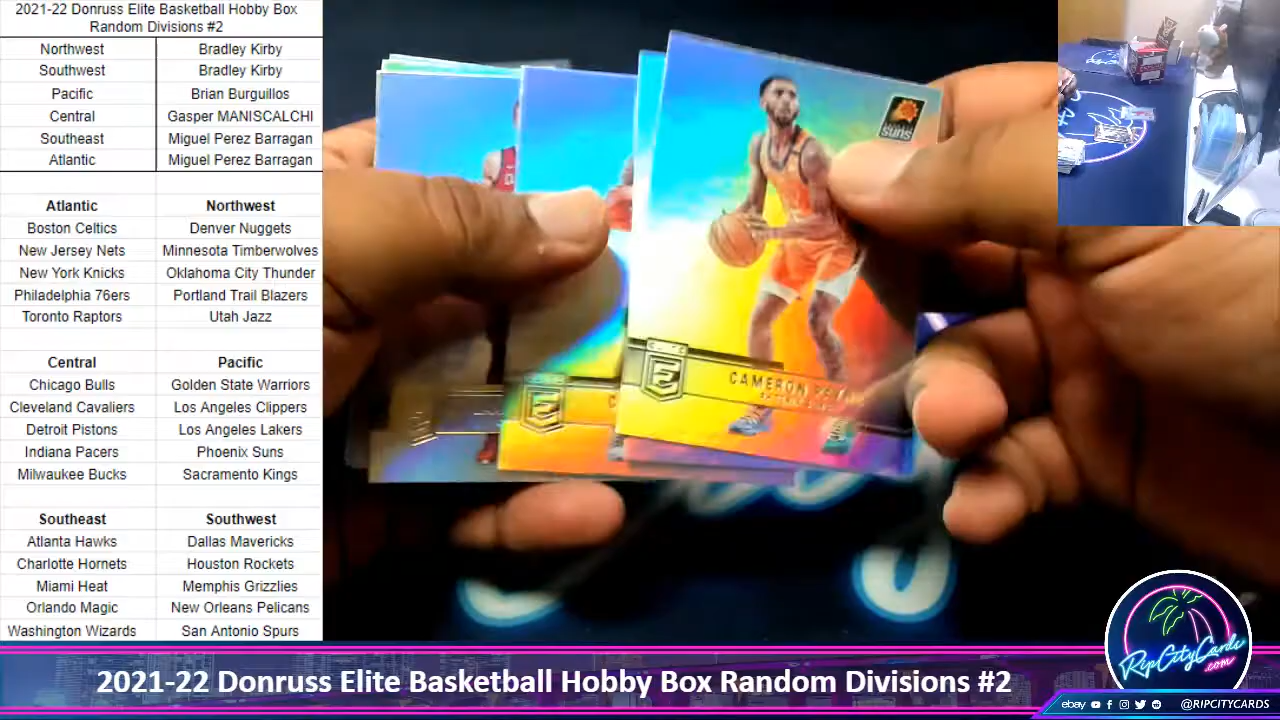 2021-22 Donruss Elite Basketball Hobby Box
Random Divisions #2
Northwest Bradley Kirby
Southwest Bradley Kirby
Pacific Brian Burguillos
Central Gasper MANISCALCHI
Southeast Miguel Perez Barragan
Atlantic Miguel Perez Barragan
Atlantic Northwest
Boston Celtics Denver Nuggets
New Jersey Nets Minnesota Timberwolves
New York Knicks Oklahoma City Thunder
Philadelphia 76ers Portland Trail Blazers
Toronto Raptors Utah Jazz
Central Pacific
Chicago Bulls Golden State Warriors
Cleveland Cavaliers Los Angeles Clippers
Detroit Pistons Los Angeles Lakers
Indiana Pacers Phoenix Suns
Milwaukee Bucks Sacramento Kings
Southeast Southwest
Atlanta Hawks Dallas Mavericks
Charlotte Hornets Houston Rockets
Miami Heat Memphis Grizzlies
Orlando Magic New Orleans Pelicans
Washington Wizards San Antonio Spurs
SUNS
CAMERON
RipCityCards
.com
2021-22 Donruss Elite Basketball Hobby Box Random Divisions #2
ebay @RIPCITYCARDS